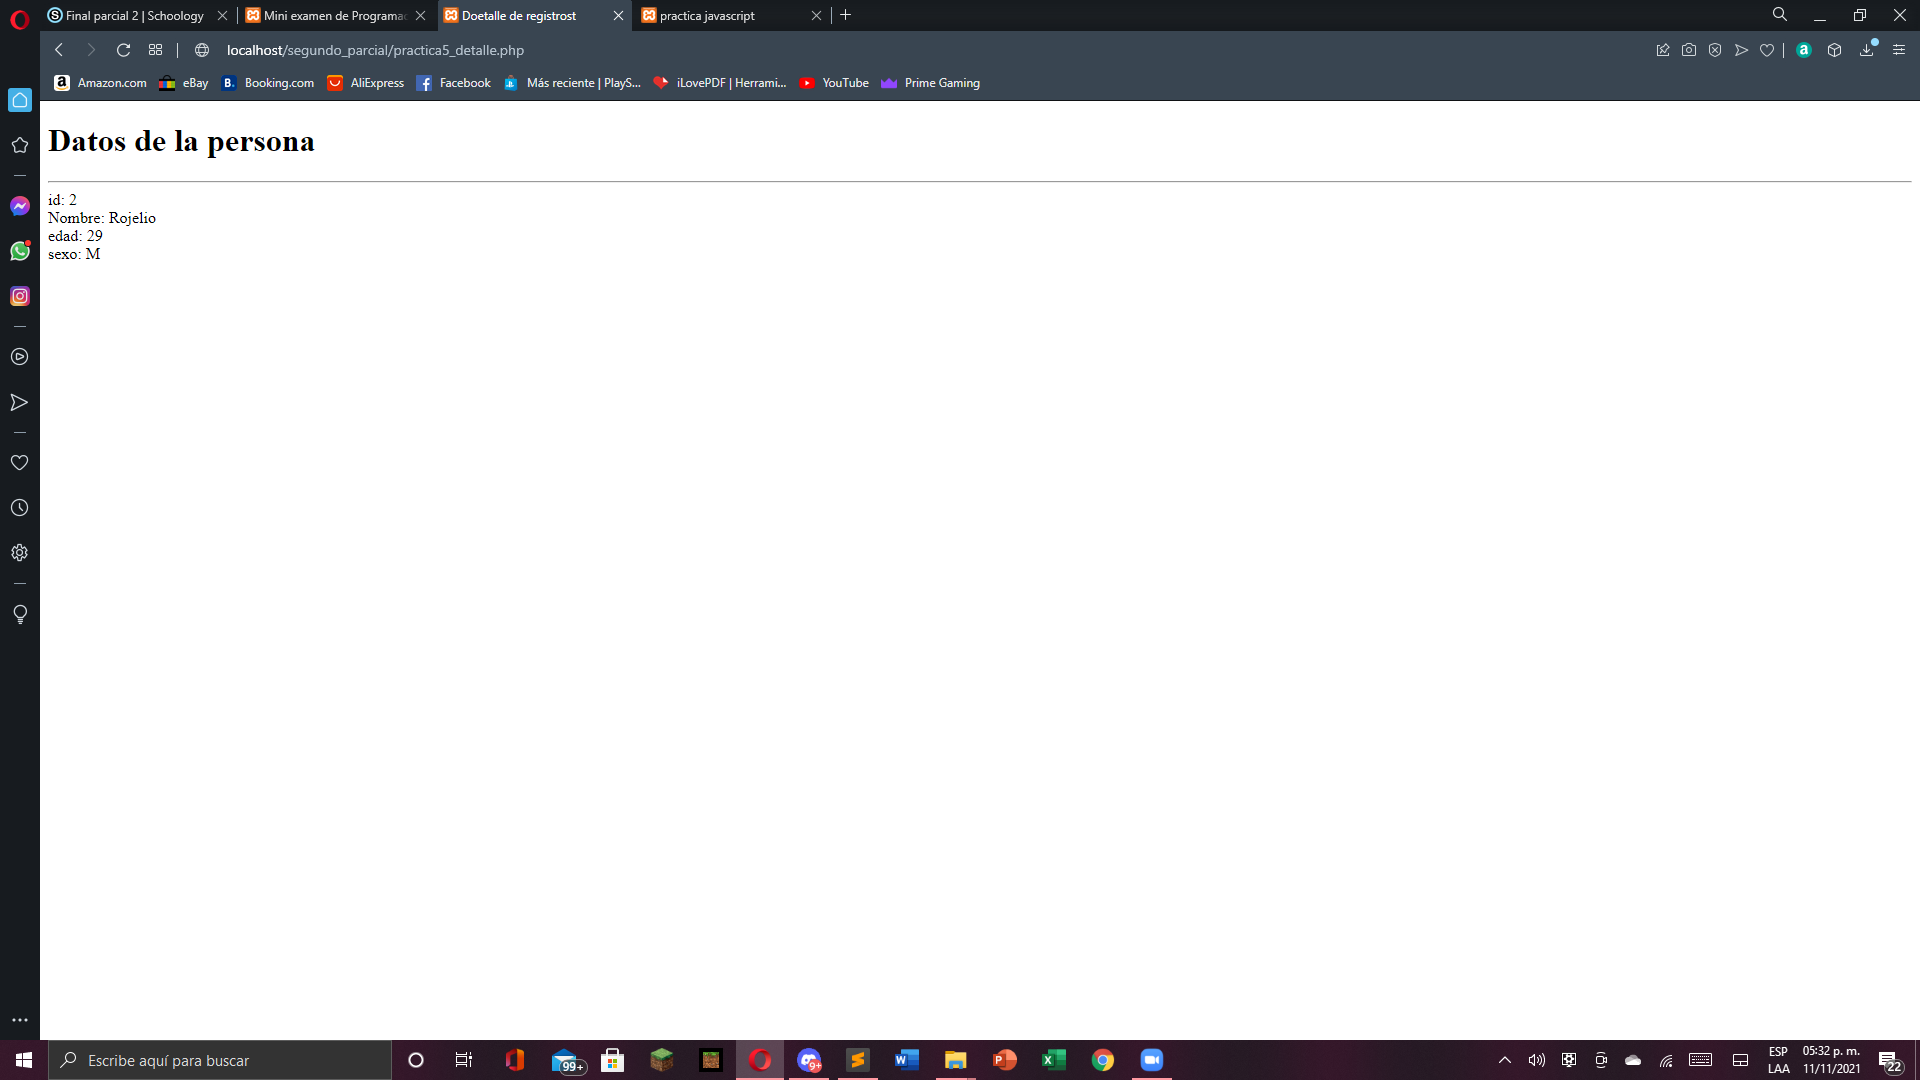 Final parcial 2 | Schoology
Mini examen de Programac
Doetalle de registrost
practica javascript
localhost/segundo_parcial/practica5_detalle.php
Amazon.com
eBay
Booking.com
AliExpress
Facebook
Más reciente | PlayS...
iLovePDF | Herrami...
YouTube
Prime Gaming
Datos de la persona
id: 2
Nombre: Rojelio
edad: 29
sexo: M
Escribe aquí para buscar
99+
9+
ESP
LAA
05:32 p. m.
11/11/2021
22